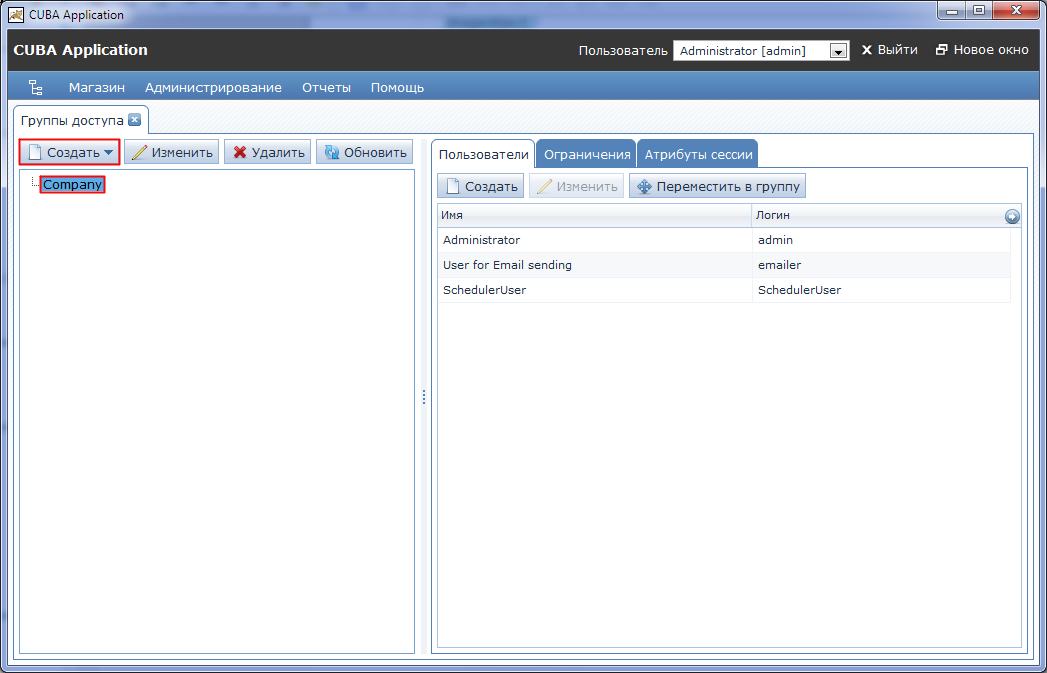 CUBA Application
CUBA Application
Пользователь Administrator [admin] Выйти Новое окно
Магазин Администрирование Отчеты Помощь
Группы доступа
Создать Изменить Удалить Обновить
Company
Пользователи Ограничения Атрибуты сессии
Создать Изменить Переместить в группу
Имя Логин
Administrator admin
User for Email sending emailer
SchedulerUser SchedulerUser